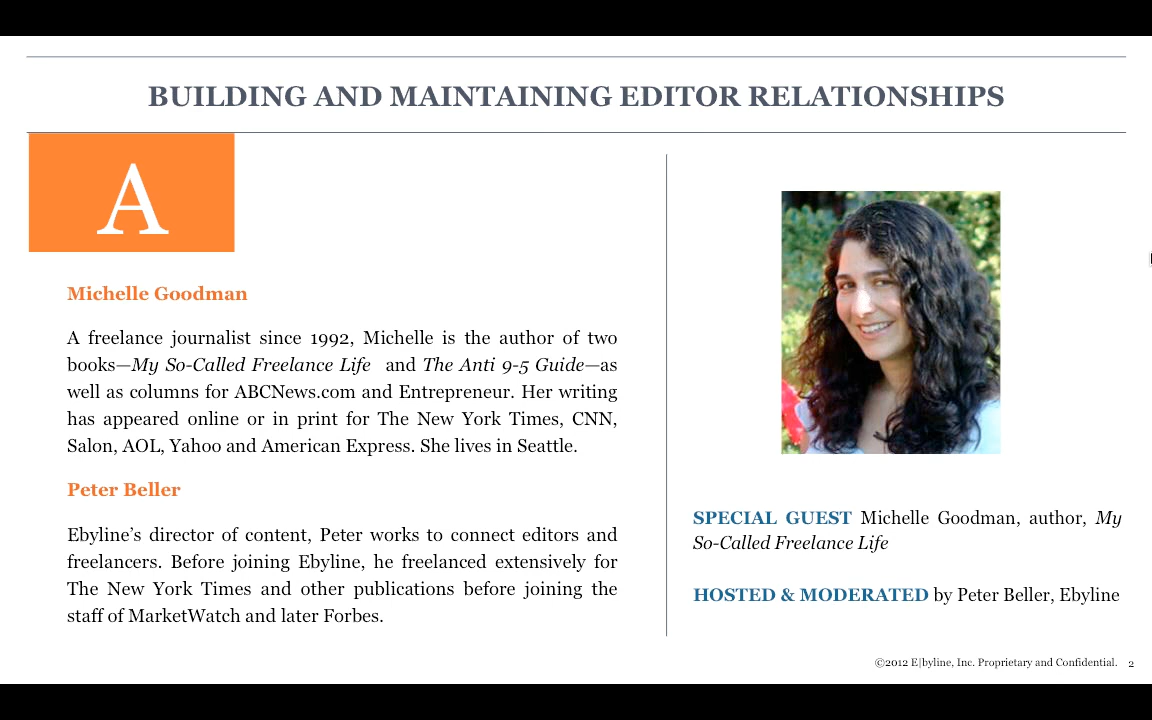 BUILDING AND MAINTAINING EDITOR RELATIONSHIPS
A
Michelle Goodman
A freelance journalist since 1992, Michelle is the author of two
books—My So-Called Freelance Life and The Anti 9-5 Guide—as
well as columns for ABCNews.com and Entrepreneur. Her writing
has appeared online or in print for The New York Times, CNN,
Salon, AOL, Yahoo and American Express. She lives in Seattle.
Peter Beller
Ebyline’s director of content, Peter works to connect editors and
freelancers. Before joining Ebyline, he freelanced extensively for
The New York Times and other publications before joining the
staff of MarketWatch and later Forbes.
SPECIAL GUEST Michelle Goodman, author, My
So-Called Freelance Life
HOSTED & MODERATED by Peter Beller, Ebyline
©2012 E|byline, Inc. Proprietary and Confidential. 2